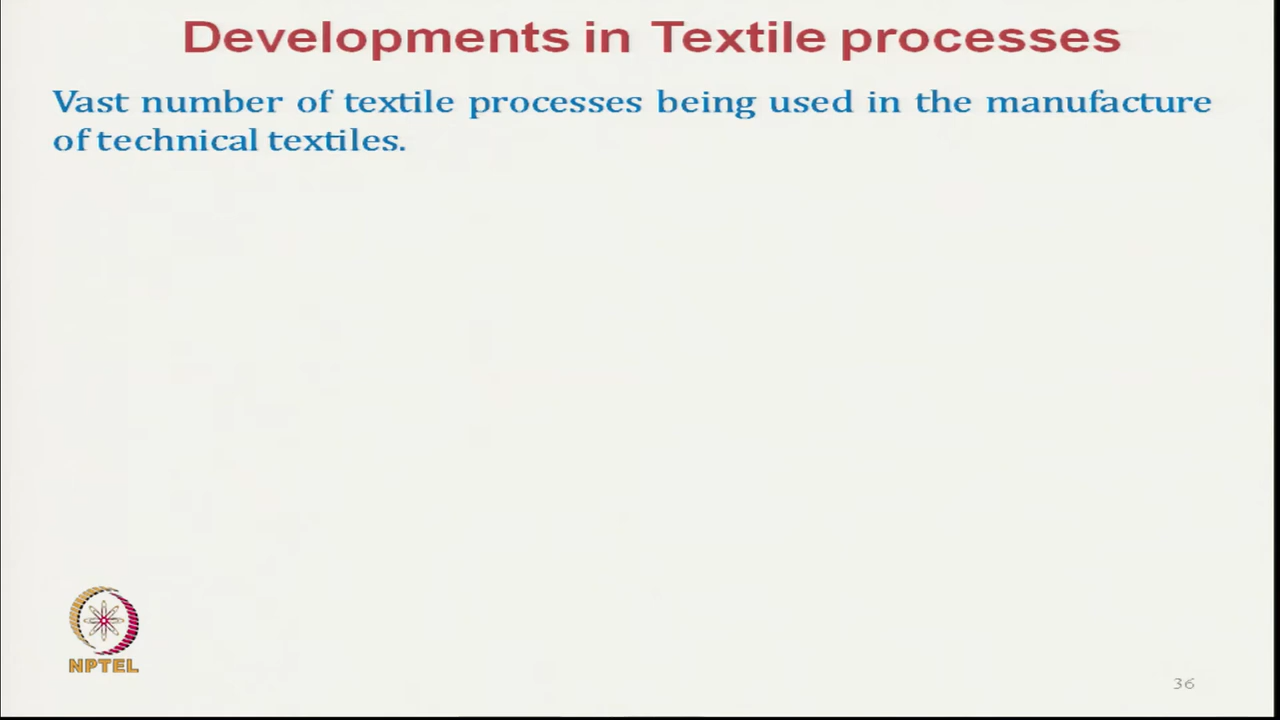 Developments in Textile processes
Vast number of textile processes being used in the manufacture
of technical textiles.
NPTEL
36